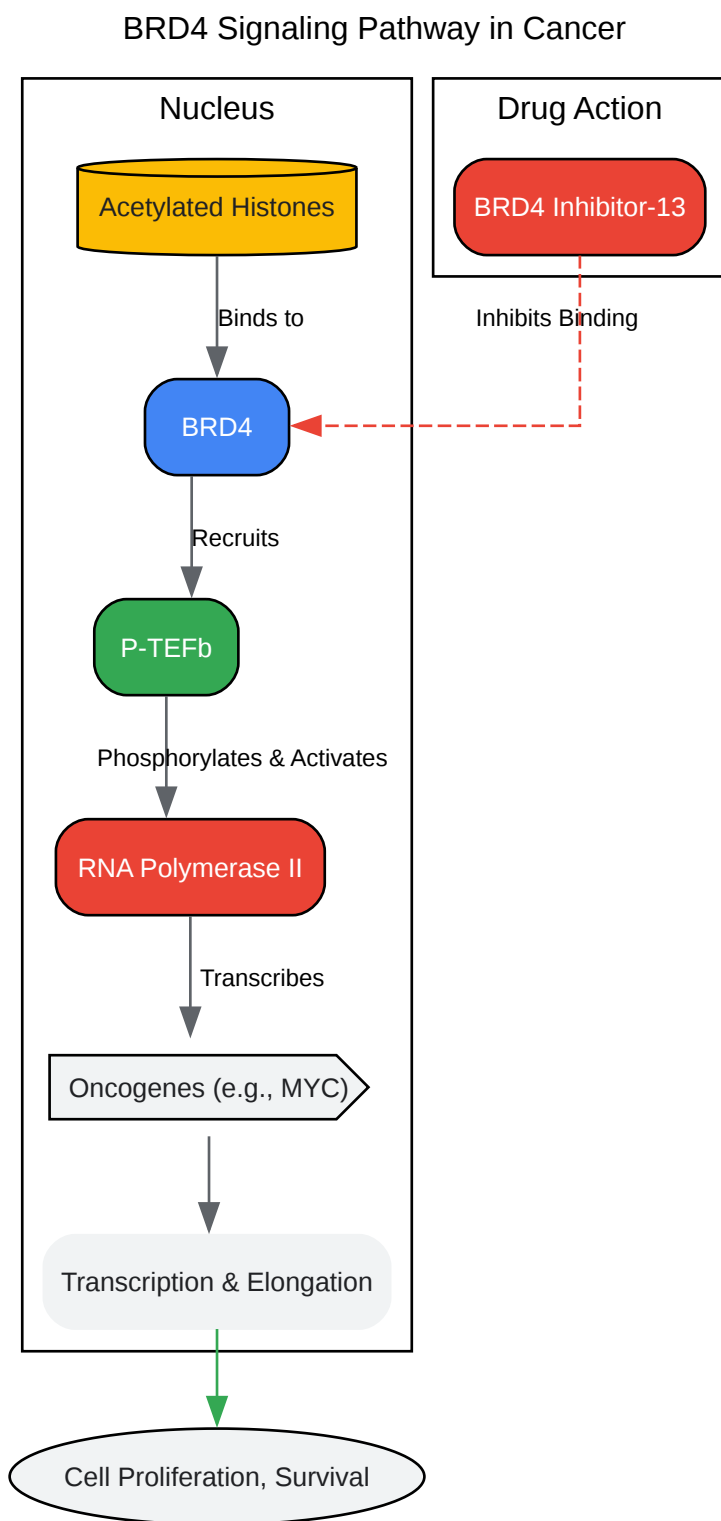 BRD4 Signaling Pathway in Cancer
Nucleus
Drug Action
Acetylated Histones
BRD4 Inhibitor-13
Binds to
Inhibits Binding
BRD4
Recruits
P-TEFb
Phosphorylates & Activates
RNA Polymerase II
Transcribes
Oncogenes (e.g., MYC)
Transcription & Elongation
Cell Proliferation, Survival